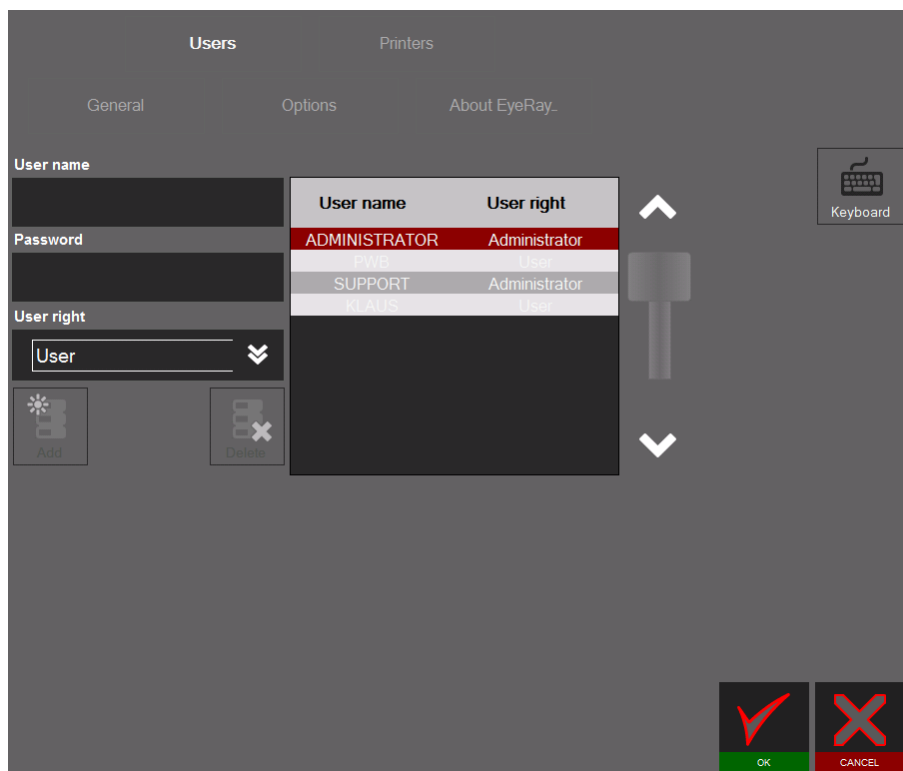 Users Printers
General Options About EyeRay..
User name
Keyboard
User name User right
Password
ADMINISTRATOR Administrator
PWB User
SUPPORT Administrator
KLAUS User
User right
User
Add Delete
OK CANCEL